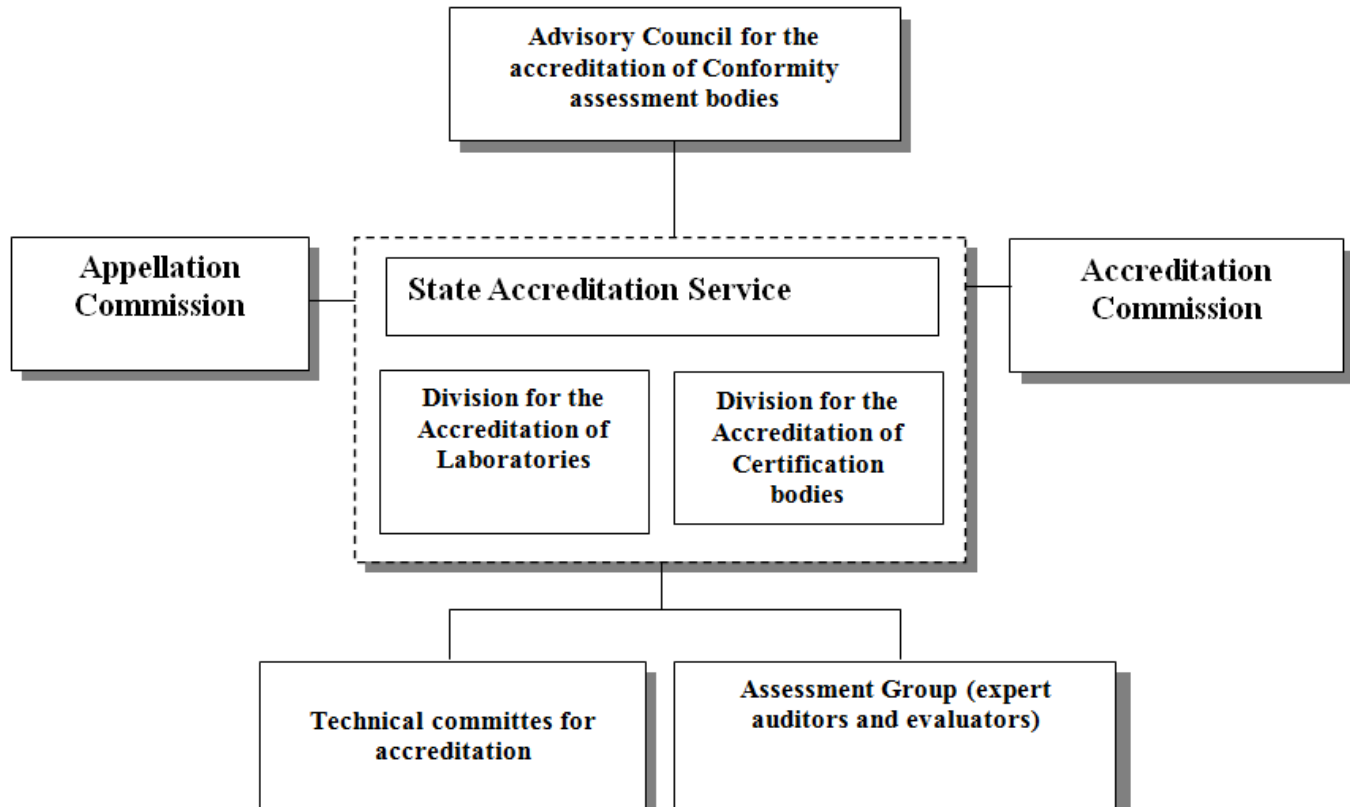 Advisory Council for the
accreditation of Conformity
assessment bodies
Appellation
Commission
State Accreditation Service
Accreditation
Commission
Division for the
Accreditation of
Laboratories
Division for the
Accreditation of
Certification
bodies
Technical committes for
accreditation
Assessment Group (expert
auditors and evaluators)